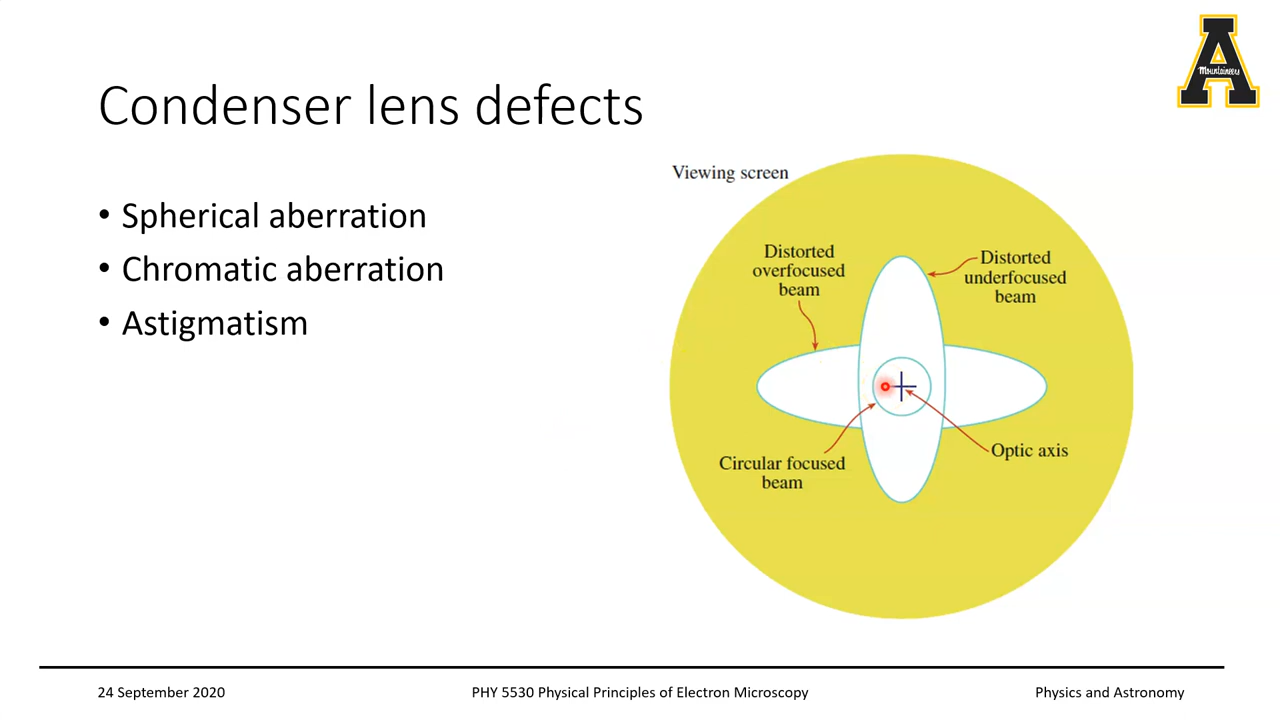 Mountaineers
Condenser lens defects
• Spherical aberration
• Chromatic aberration
• Astigmatism
Viewing screen
Distorted
overfocused
beam
Distorted
underfocused
beam
Circular focused
beam
Optic axis
24 September 2020
PHY 5530 Physical Principles of Electron Microscopy
Physics and Astronomy